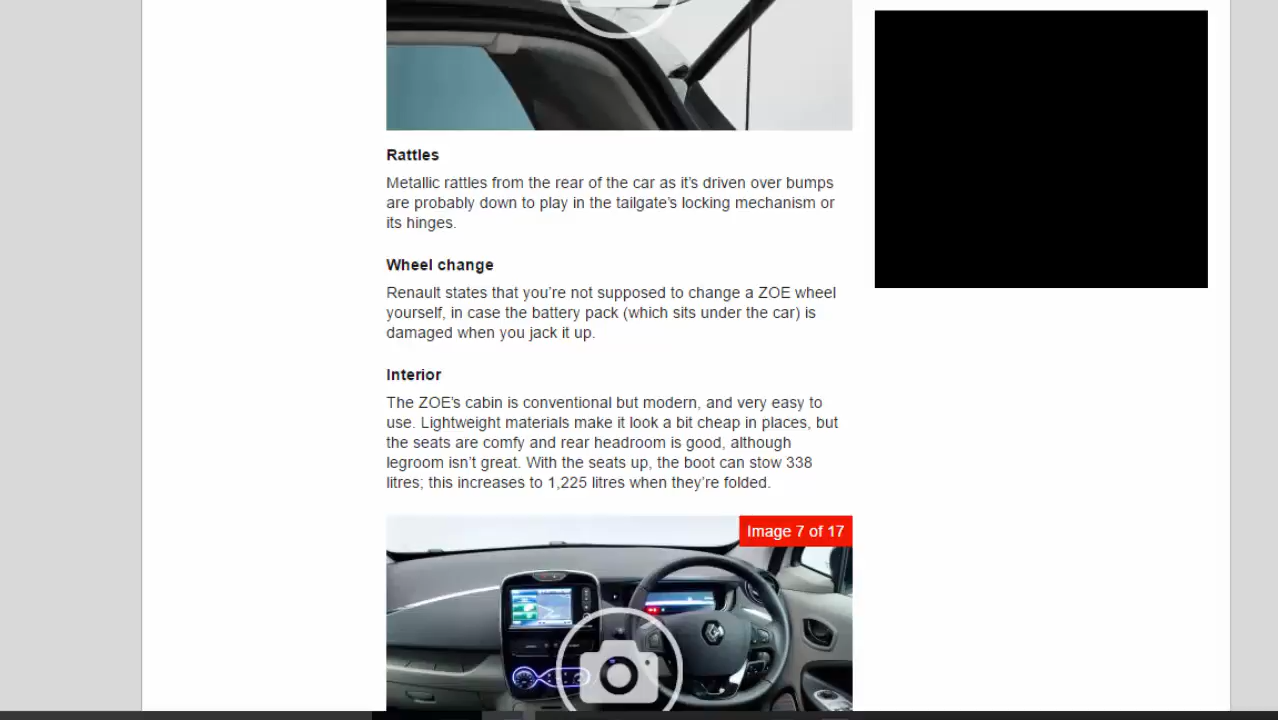 Rattles
Metallic rattles from the rear of the car as it’s driven over bumps
are probably down to play in the tailgate’s locking mechanism or
its hinges.
Wheel change
Renault states that you’re not supposed to change a ZOE wheel
yourself, in case the battery pack (which sits under the car) is
damaged when you jack it up.
Interior
The ZOE’s cabin is conventional but modern, and very easy to
use. Lightweight materials make it look a bit cheap in places, but
the seats are comfy and rear headroom is good, although
legroom isn’t great. With the seats up, the boot can stow 338
litres; this increases to 1,225 litres when they’re folded.
Image 7 of 17